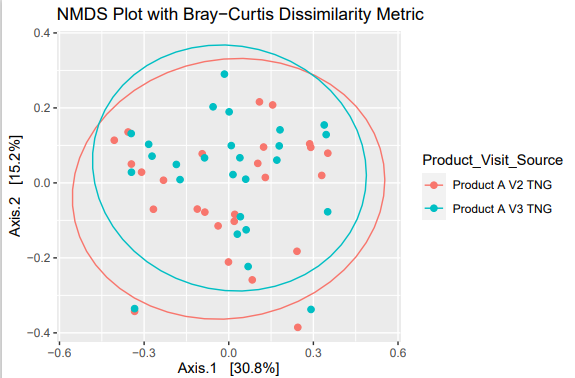 NMDS Plot with Bray−Curtis Dissimilarity Metric
0.4
0.2
0.0
−0.2
−0.4
Axis.2 [15.2%]
−0.6
−0.3
0.0
0.3
0.6
Axis.1 [30.8%]
Product_Visit_Source
Product A V2 TNG
Product A V3 TNG